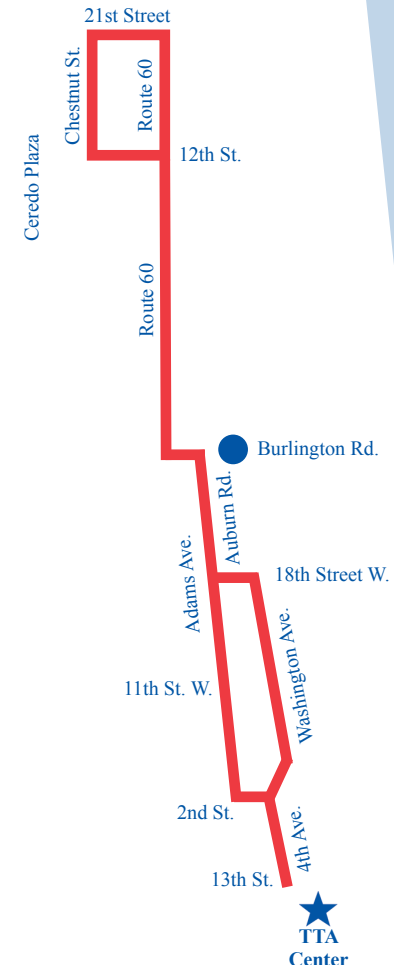 21st Street
Chestnut St.
Route 60
Ceredo Plaza
12th St.
Route 60
Burlington Rd.
Auburn Rd.
Adams Ave.
18th Street W.
Washington Ave.
11th St. W.
2nd St.
4th Ave.
13th St.
TTA
Center